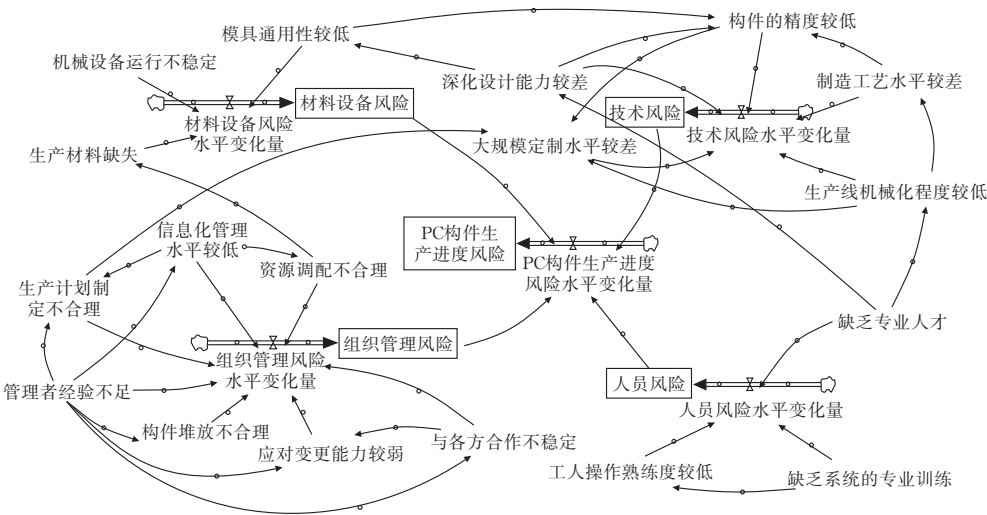 构件的精度较低
模具通用性较低
机械设备运行不稳定
深化设计能力较差
制造工艺水平较差
材料设备风险
技术风险
材料设备风险
水平变化量
技术风险水平变化量
大规模定制水平较差
生产材料缺失
生产线机械化程度较低
信息化管理
水平较低
PC构件生
产进度风险
资源调配不合理
PC构件生产进度
风险水平变化量
生产计划制
定不合理
缺乏专业人才
组织管理风险
组织管理风险
水平变化量
人员风险
管理者经验不足
人员风险水平变化量
构件堆放不合理
与各方合作不稳定
应对变更能力较弱
工人操作熟练度较低
缺乏系统的专业训练